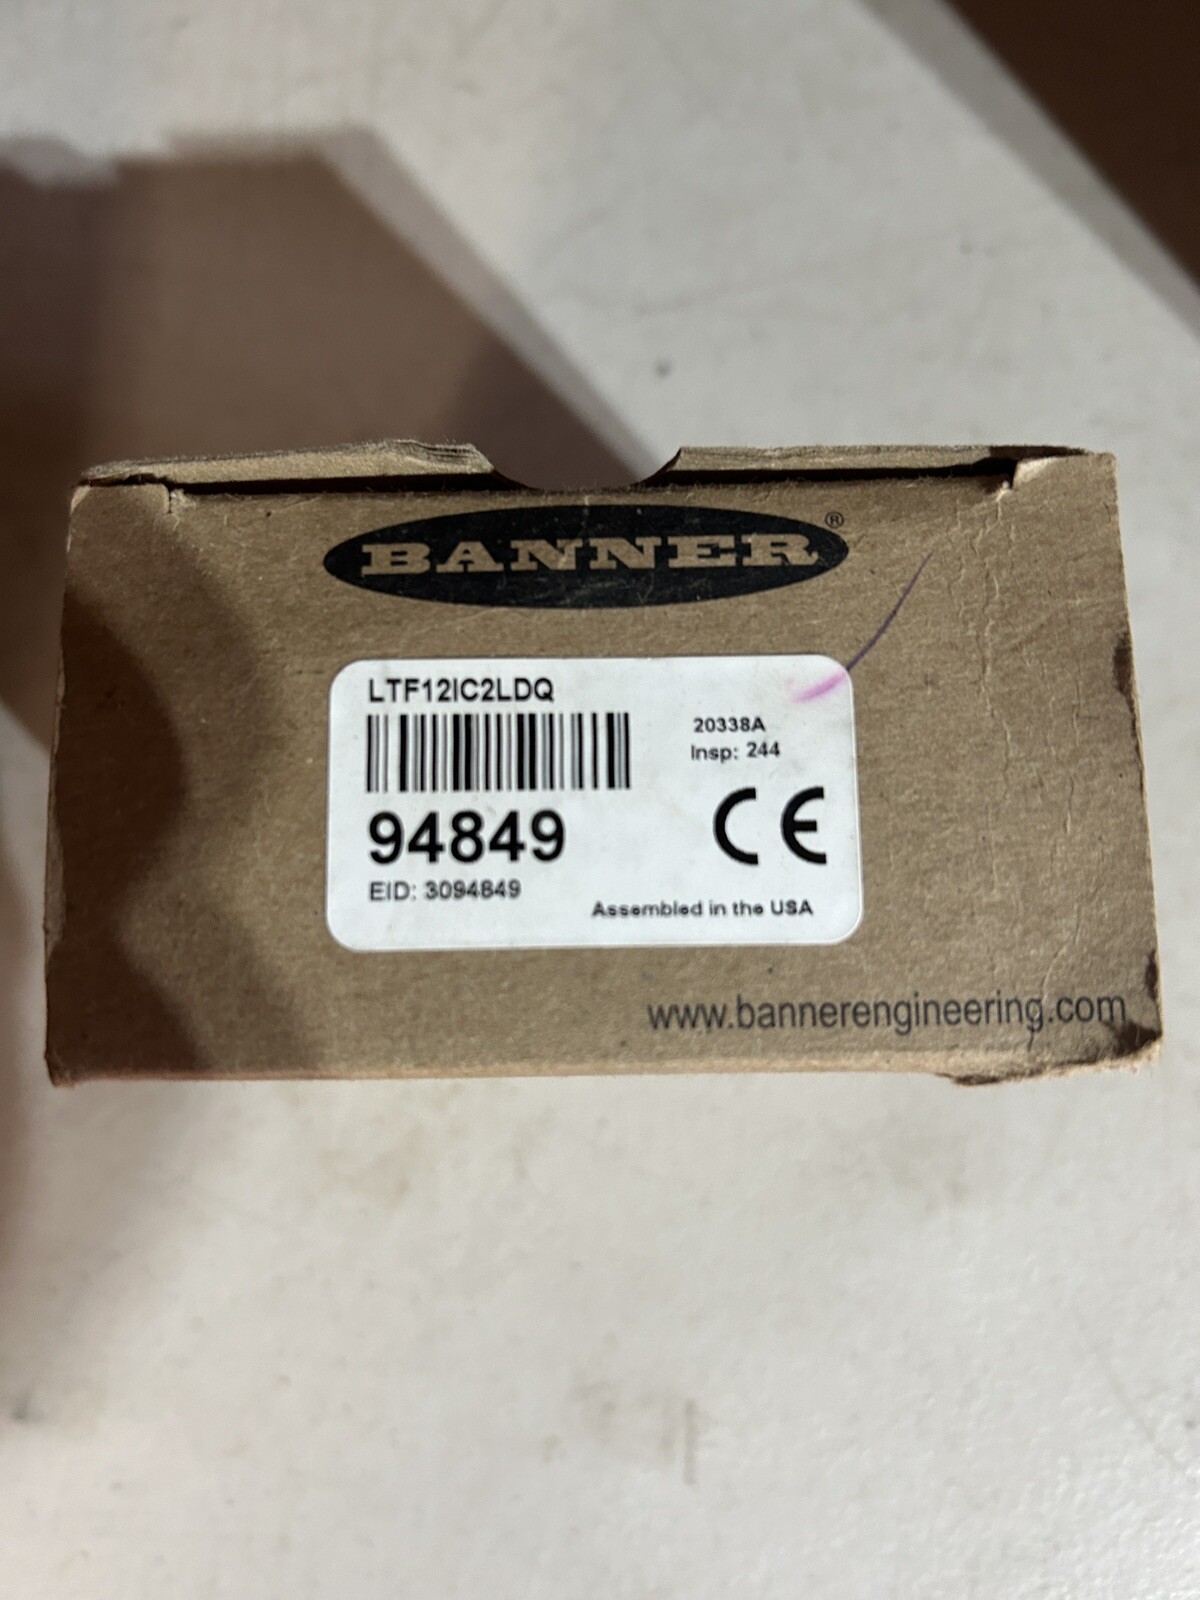 BANNER®
LTF12IC2LDQ
20338A
Insp: 244
94849
CE
EID: 3094849
Assembled in the USA
www.bannerengineering.com